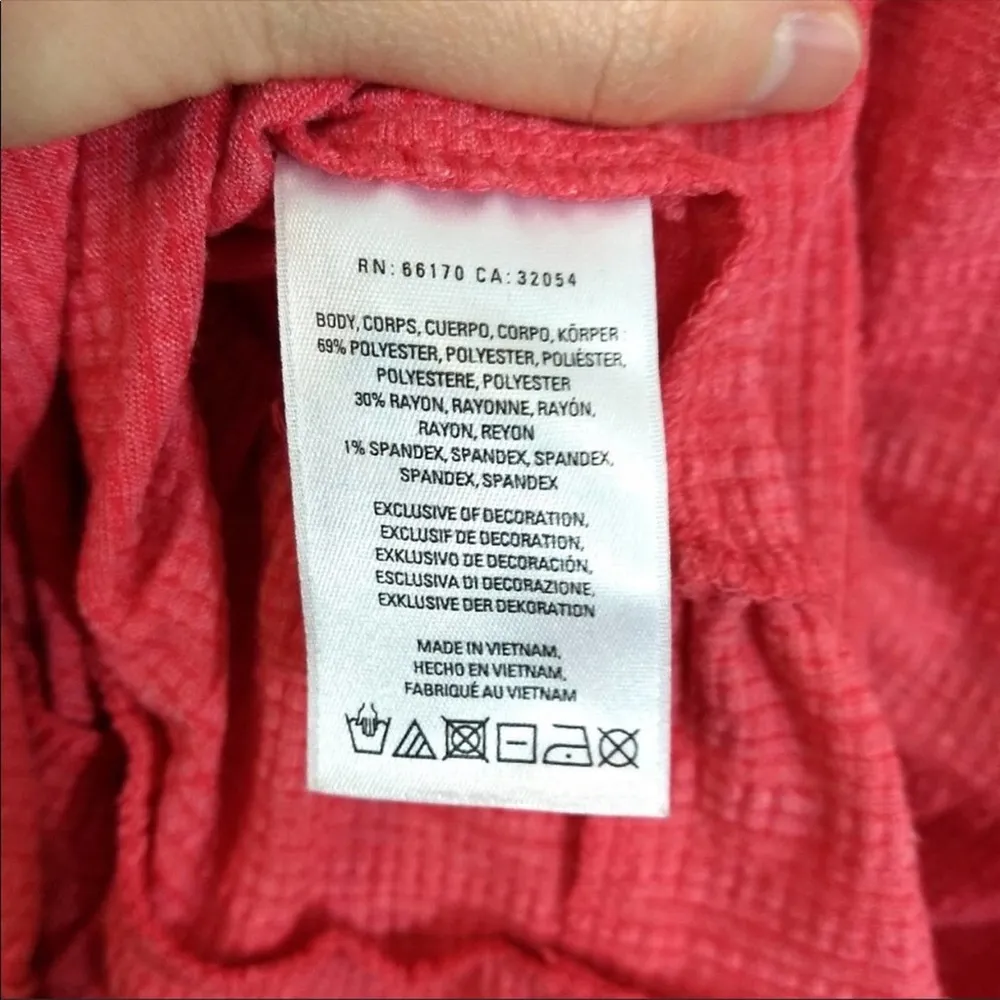 RN: 66170 CA: 32054
BODY, CORPS, CUERPO, CORPO, KÖRPER:
69% POLYESTER, POLYESTER, POLIÉSTER,
POLYESTERE, POLYESTER
30% RAYON, RAYONNE, RAYÓN,
RAYON, REYON
1% SPANDEX, SPANDEX, SPANDEX,
SPANDEX, SPANDEX
EXCLUSIVE OF DECORATION,
EXCLUSIF DE DECORATION,
EXKLUSIVO DE DECORACIÓN,
ESCLUSIVA DI DECORAZIONE,
EXKLUSIVE DER DEKORATION
MADE IN VIETNAM,
HECHO EN VIETNAM,
FABRIQUÉ AU VIETNAM